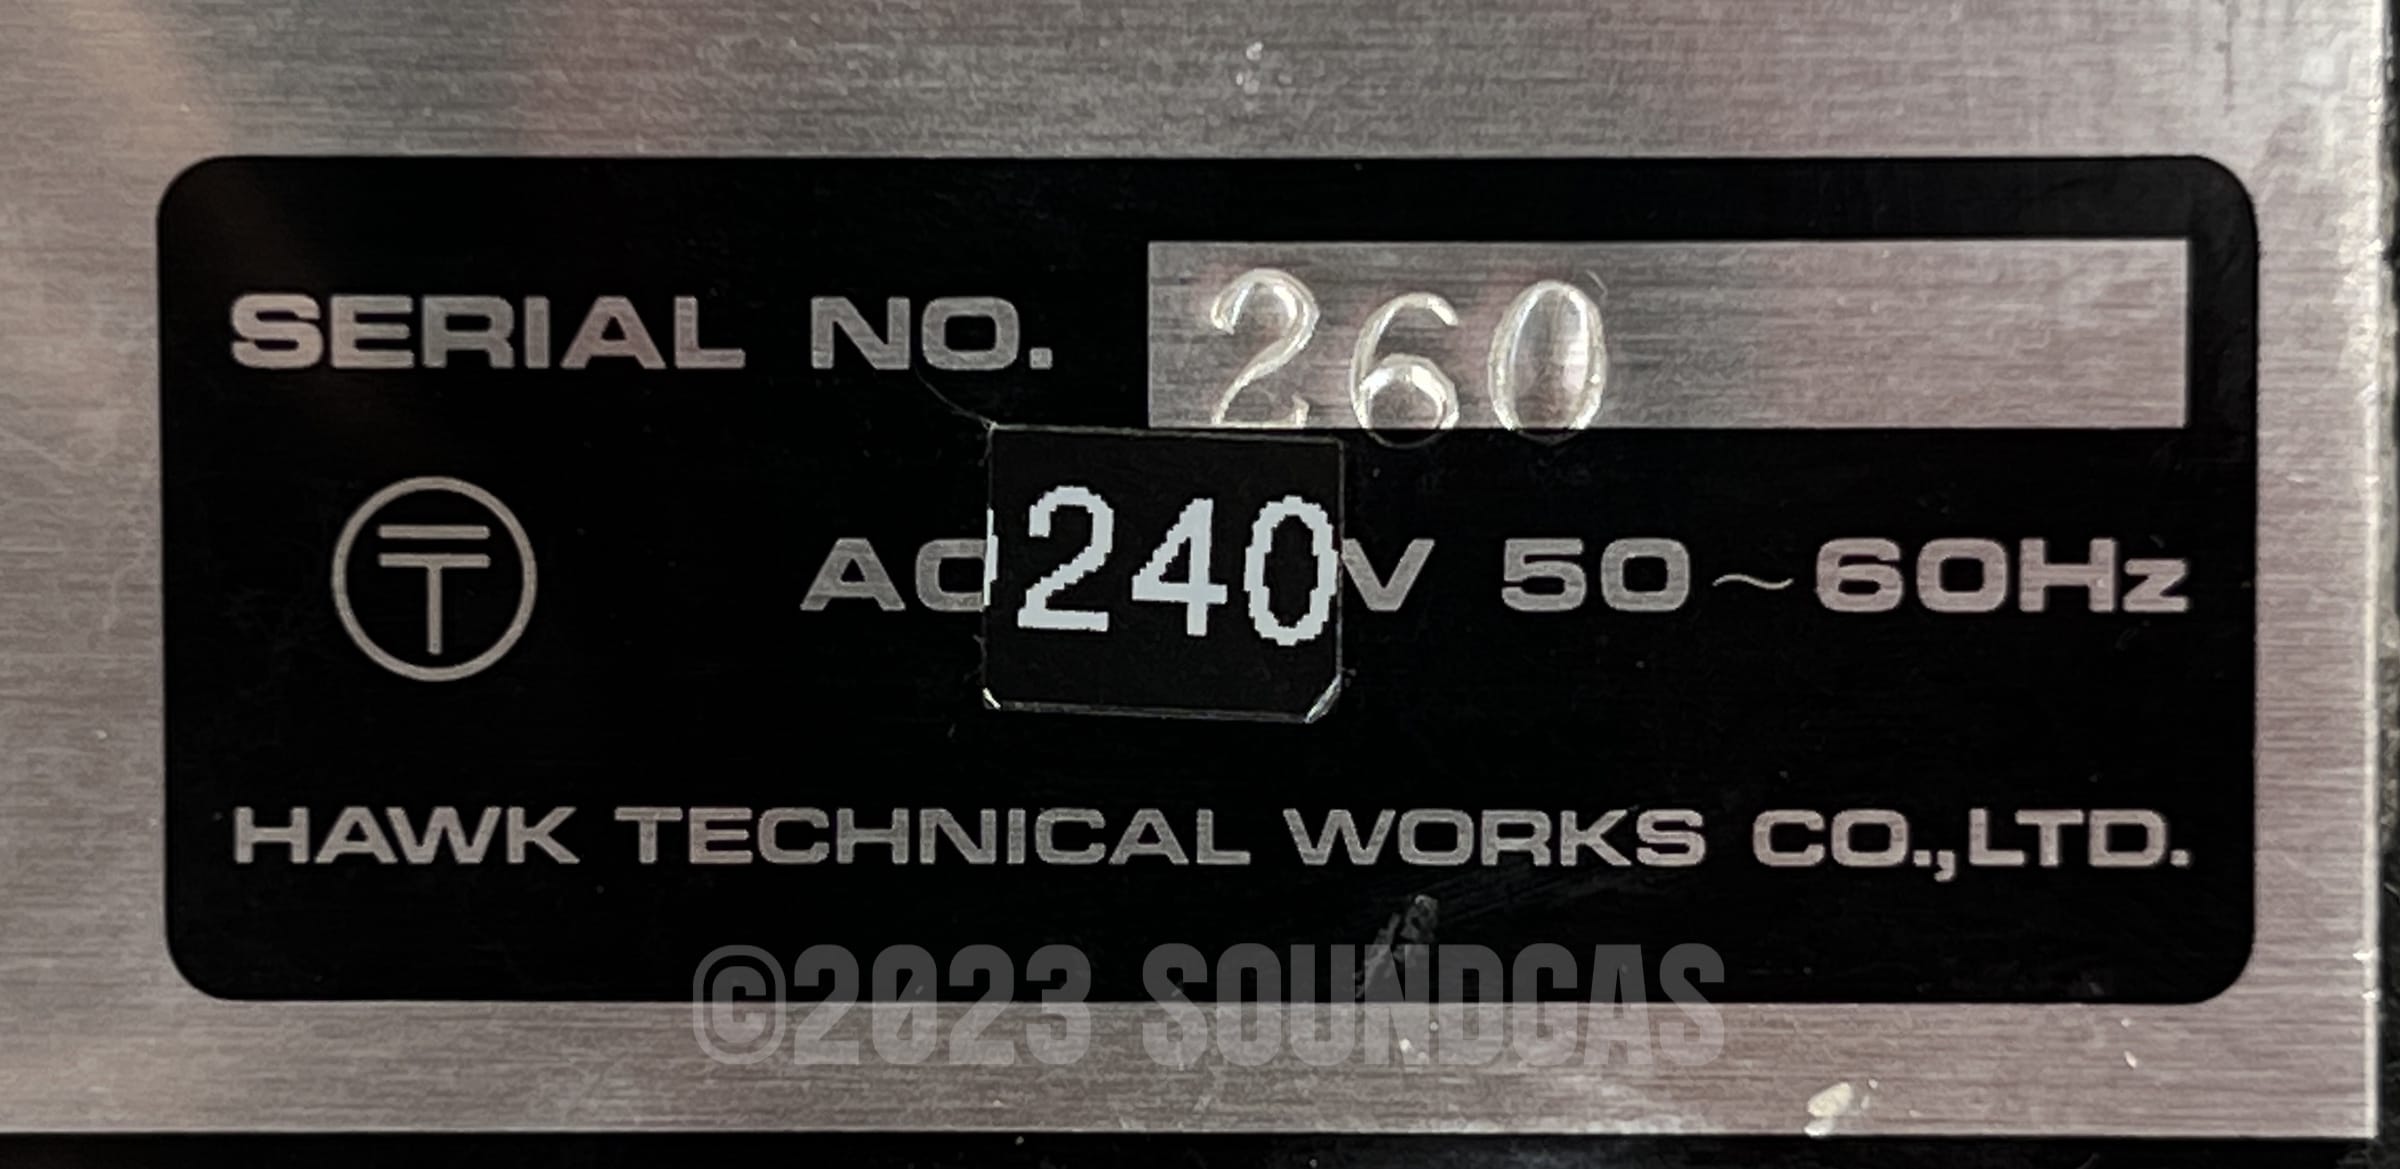 SERIAL NO. 260
〒 AC 240 V 50~60Hz
HAWK TECHNICAL WORKS CO.,LTD.
©2023 SOUNDGAS